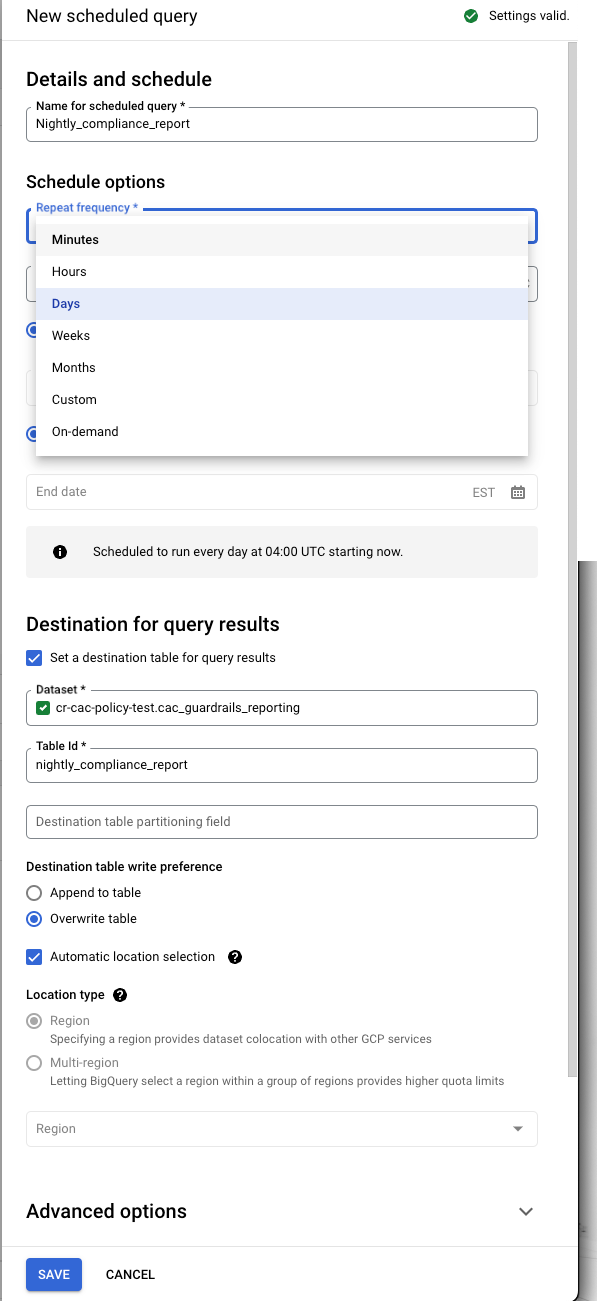 New scheduled query
Settings valid.
Details and schedule
Name for scheduled query *
Nightly_compliance_report
Schedule options
Repeat frequency *
Minutes
Hours
Days
Weeks
Months
Custom
On-demand
End date
EST
Scheduled to run every day at 04:00 UTC starting now.
Destination for query results
Set a destination table for query results
Dataset *
cr-cac-policy-test.cac_guardrails_reporting
Table Id *
nightly_compliance_report
Destination table partitioning field
Destination table write preference
Append to table
Overwrite table
Automatic location selection
Location type
Region
Specifying a region provides dataset colocation with other GCP services
Multi-region
Letting BigQuery select a region within a group of regions provides higher quota limits
Region
Advanced options
SAVE
CANCEL